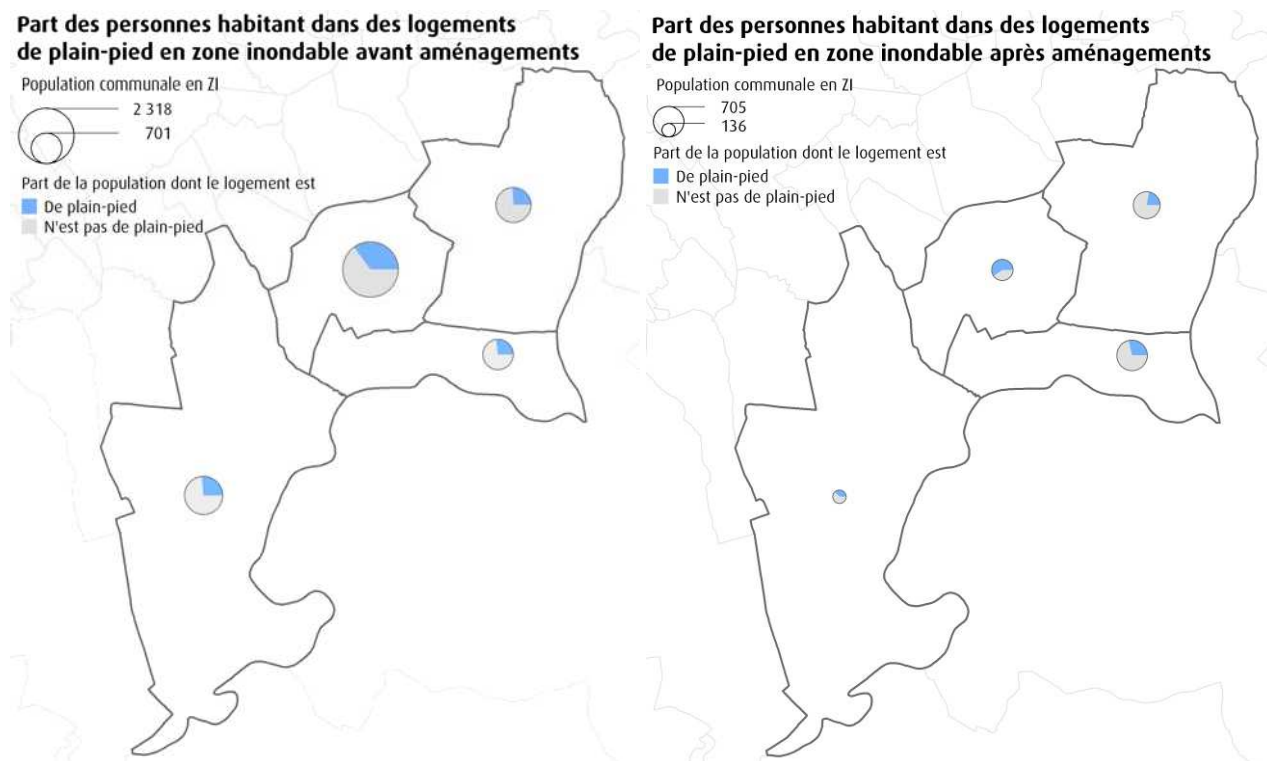 Part des personnes habitant dans des logements
de plain-pied en zone inondable avant aménagements
Population communale en ZI
2 318
701
Part de la population dont le logement est
De plain-pied
N'est pas de plain-pied
Part des personnes habitant dans des logements
de plain-pied en zone inondable après aménagements
Population communale en ZI
705
136
Part de la population dont le logement est
De plain-pied
N'est pas de plain-pied